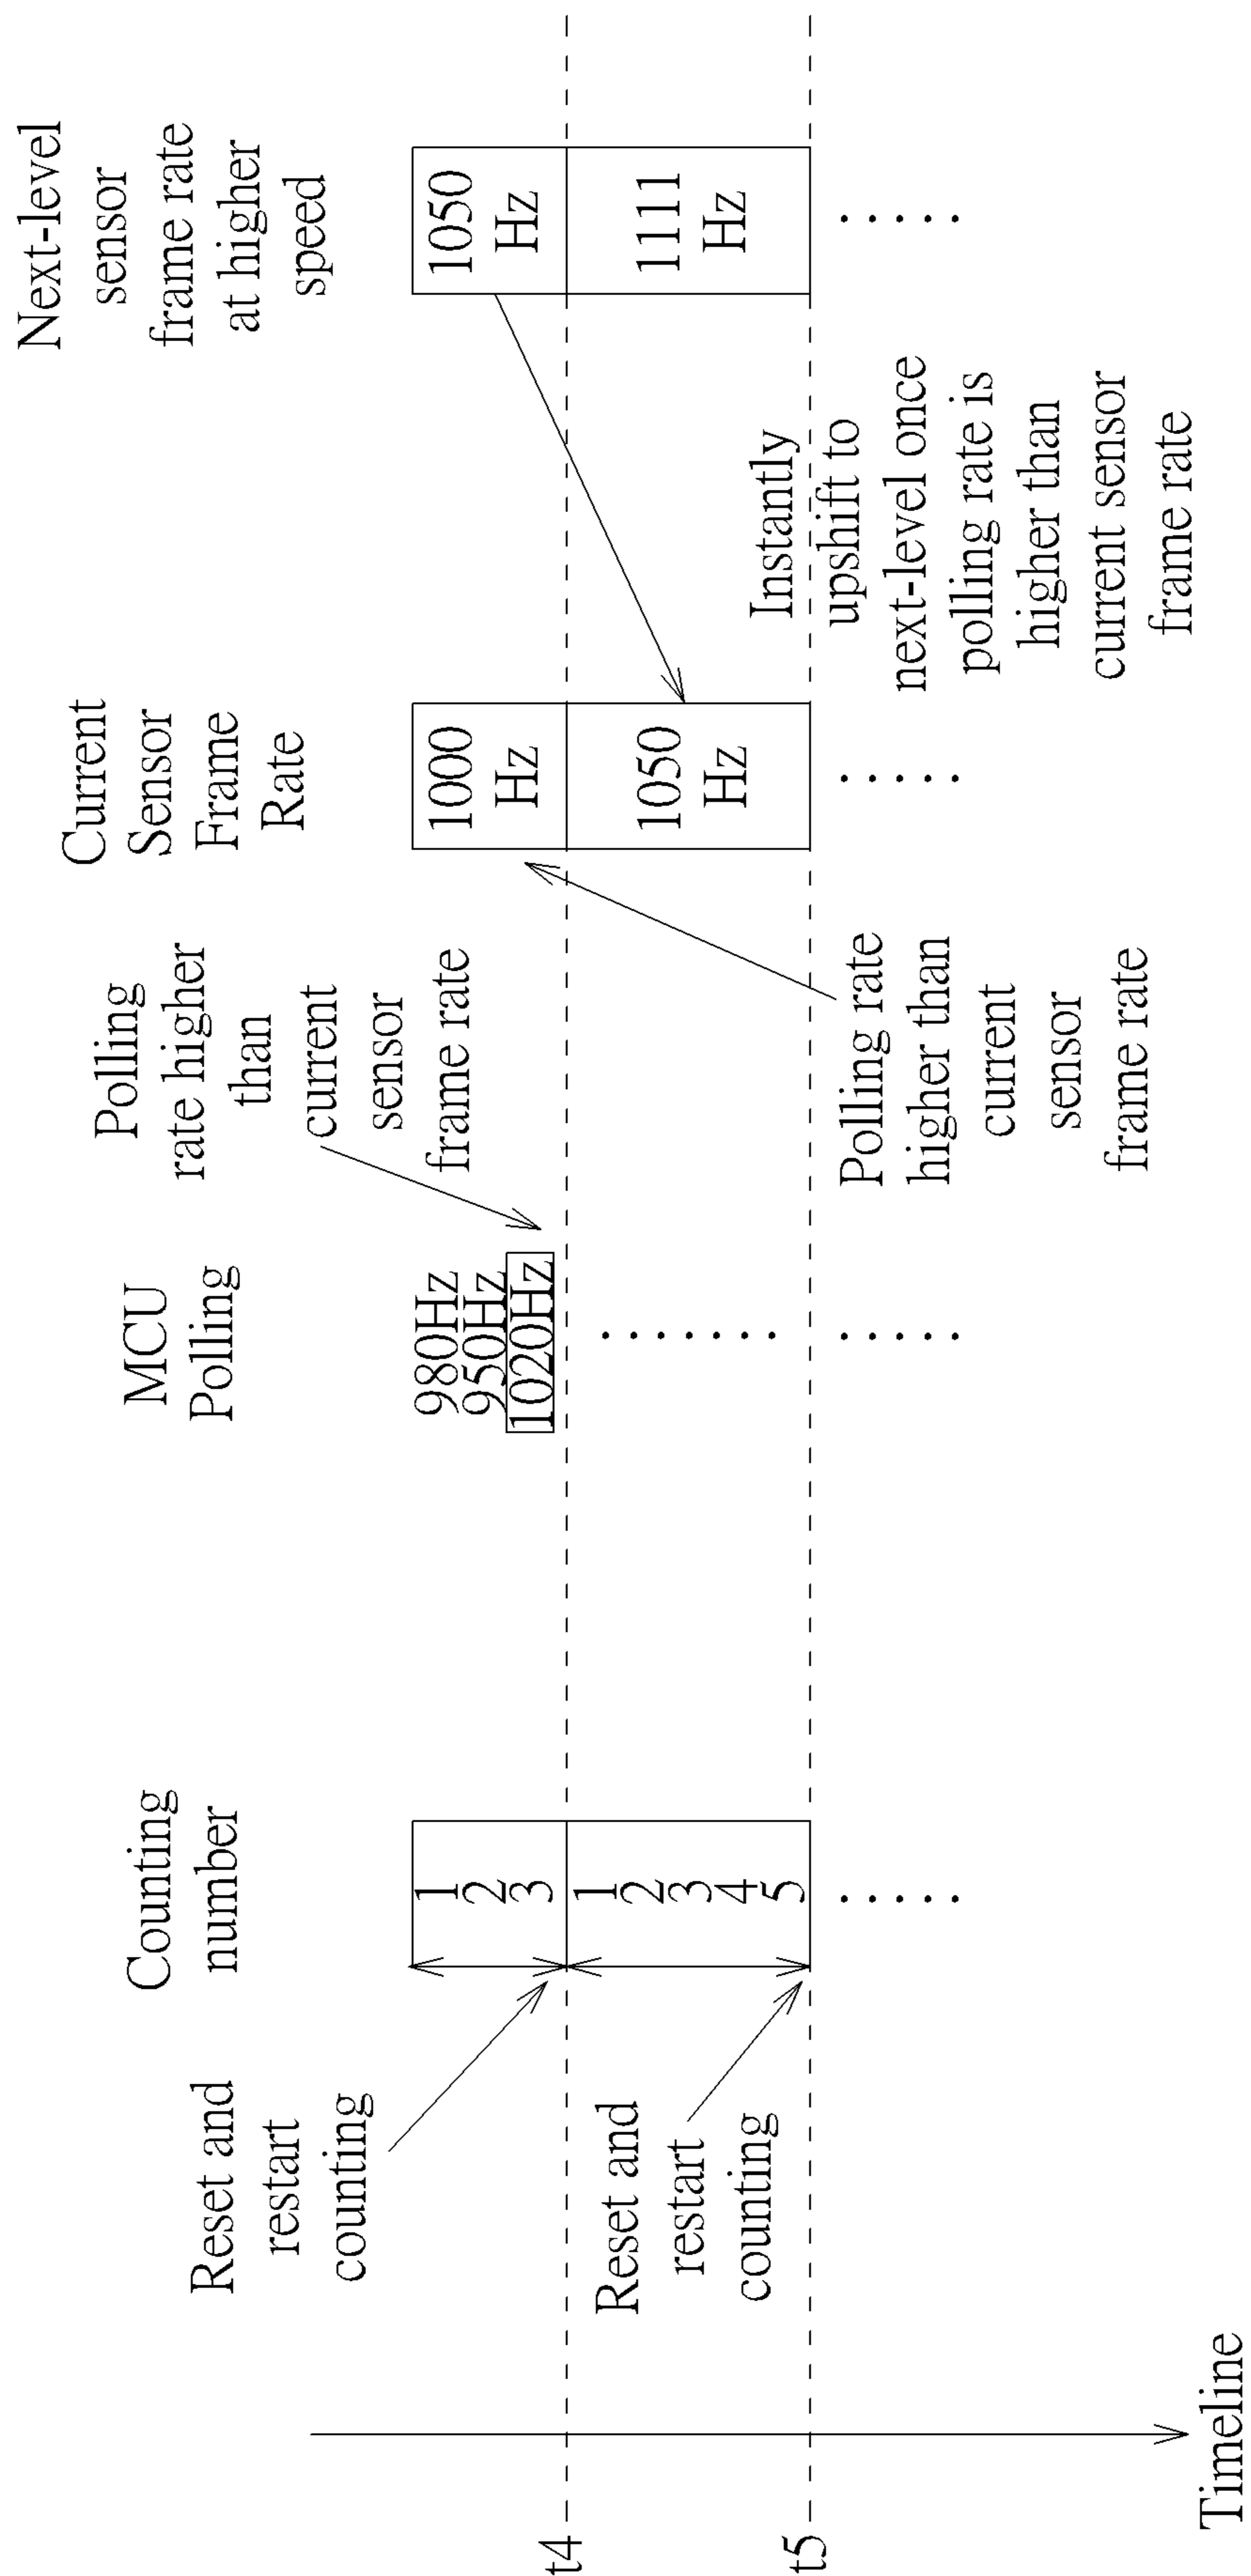 Counting
number
MCU
Polling
Polling
rate higher
than
current
sensor
frame rate
Current
Sensor
Frame
Rate
Next-level
sensor
frame rate
at higher
speed
Reset and
restart
counting
1
2
3
980Hz
950Hz
1020Hz
1000
Hz
1050
Hz
t4
Reset and
restart
counting
1
2
3
4
5
1050
Hz
1111
Hz
t5
Polling rate
higher than
current
sensor
frame rate
Instantly
upshift to
next-level once
polling rate is
higher than
current sensor
frame rate
Timeline